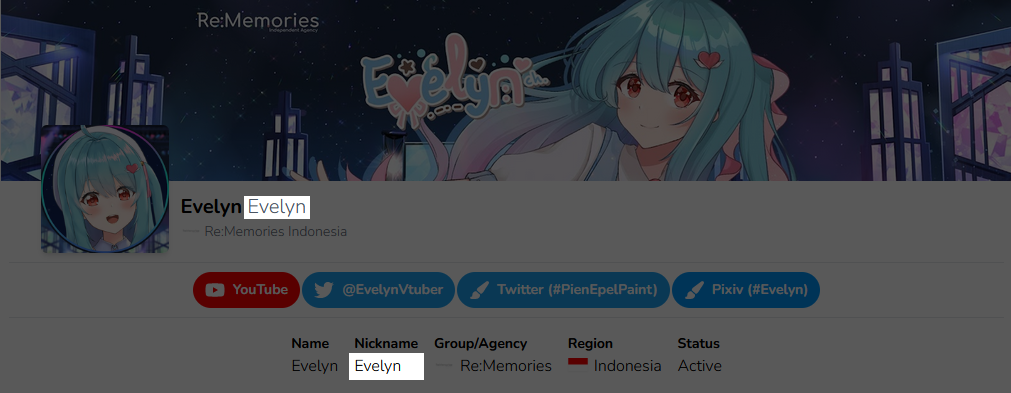 Re:Memories
Independent Agency
Evelyn ch.
Evelyn Evelyn
Re:Memories Indonesia
YouTube
@EvelynVtuber
Twitter (#PienEpelPaint)
Pixiv (#Evelyn)
Name Nickname Group/Agency Region Status
Evelyn Evelyn Re:Memories Indonesia Active